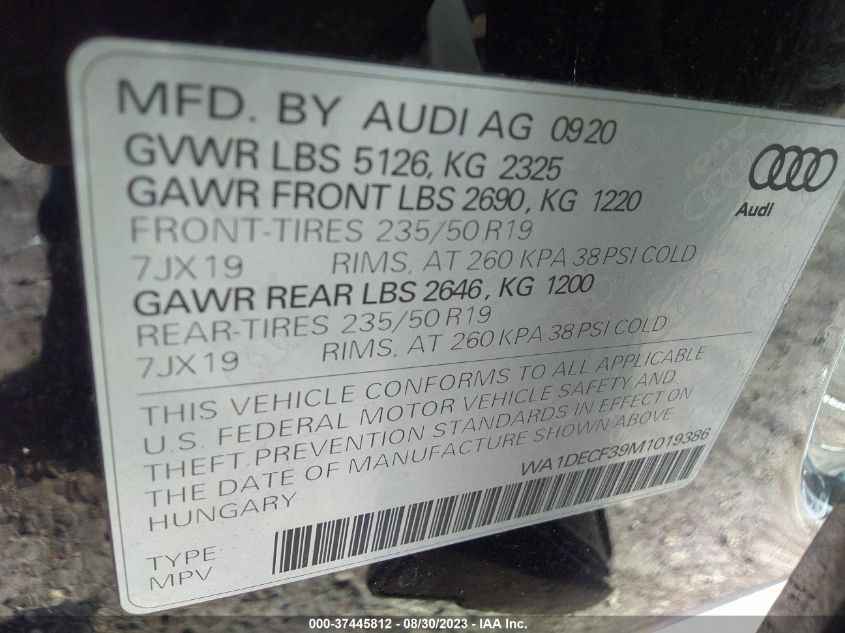 MFD. BY AUDI AG 0920
GVWR LBS 5126, KG 2325
GAWR FRONT LBS 2690, KG 1220
FRONT-TIRES 235/50 R19
7JX19 RIMS, AT 260 KPA 38 PSI COLD
GAWR REAR LBS 2646, KG 1200
REAR-TIRES 235/50 R19
7JX19 RIMS, AT 260 KPA 38 PSI COLD
Audi
THIS VEHICLE CONFORMS TO ALL APPLICABLE
U.S. FEDERAL MOTOR VEHICLE SAFETY AND
THEFT PREVENTION STANDARDS IN EFFECT ON
THE DATE OF MANUFACTURE SHOWN ABOVE
HUNGARY
WA1DECF39M1019386
TYPE:
MPV
000-37445812 - 08/30/2023 - IAA Inc.